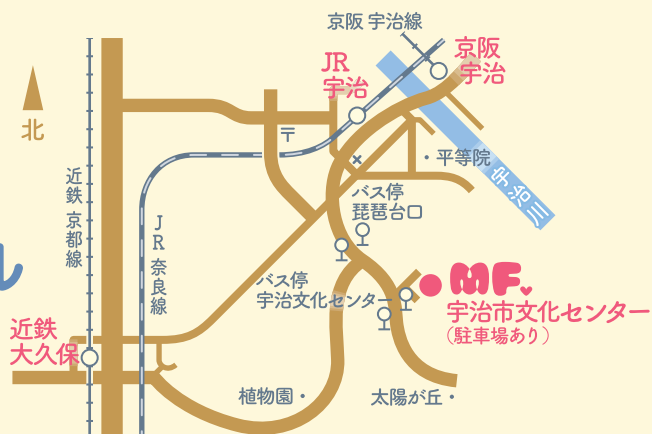 京阪 宇治線
京阪
宇治
JR
宇治
北
〒
・平等院
宇治川
近鉄 京都線
JR 奈良線
バス停
琵琶台口
バス停
宇治文化センター
MF
宇治市文化センター
(駐車場あり)
近鉄
大久保
植物園・
太陽が丘・